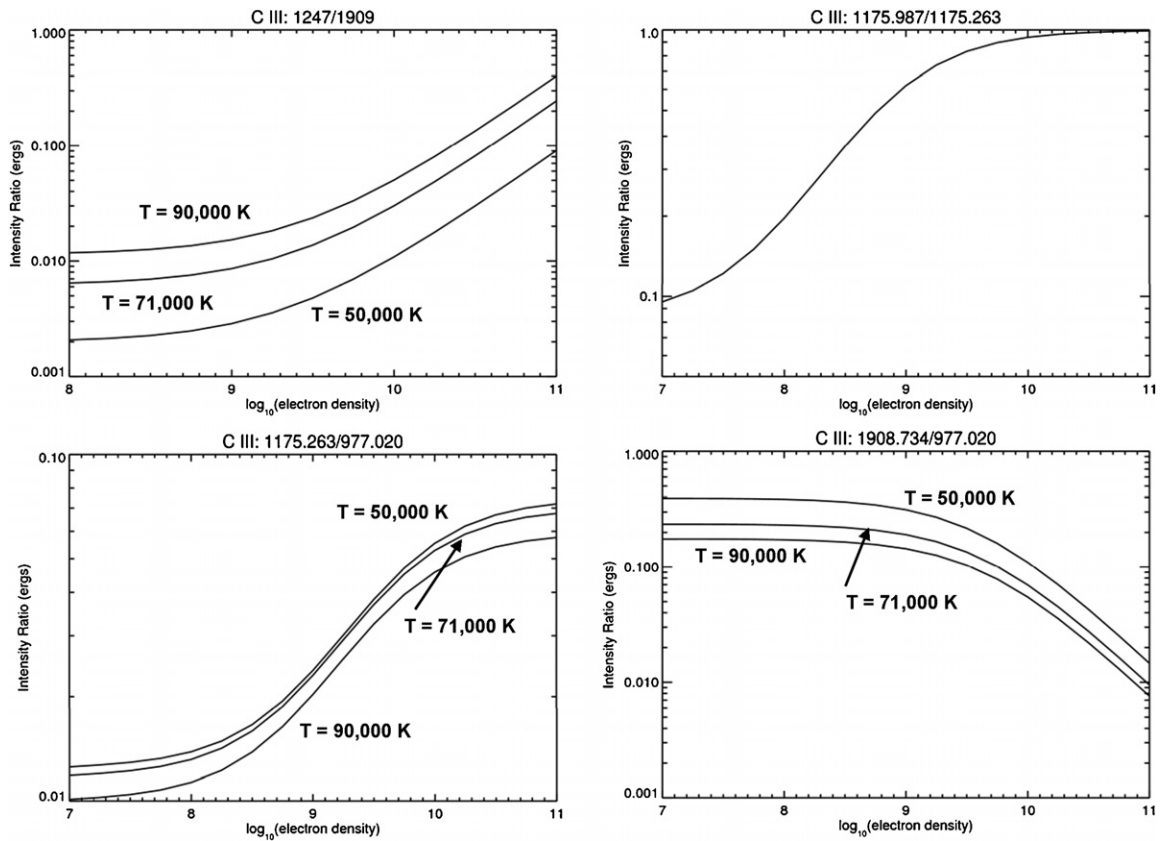 C III: 1247/1909
Intensity Ratio (ergs)
1.000
0.100
0.010
0.001
T = 90,000 K
T = 71,000 K
T = 50,000 K
8 9 10 11
log10(electron density)
C III: 1175.987/1175.263
Intensity Ratio (ergs)
1.0
0.1
7 8 9 10 11
log10(electron density)
C III: 1175.263/977.020
Intensity Ratio (ergs)
0.10
0.01
T = 50,000 K
T = 71,000 K
T = 90,000 K
7 8 9 10 11
log10(electron density)
C III: 1908.734/977.020
Intensity Ratio (ergs)
1.000
0.100
0.010
0.001
T = 50,000 K
T = 90,000 K
T = 71,000 K
7 8 9 10 11
log10(electron density)